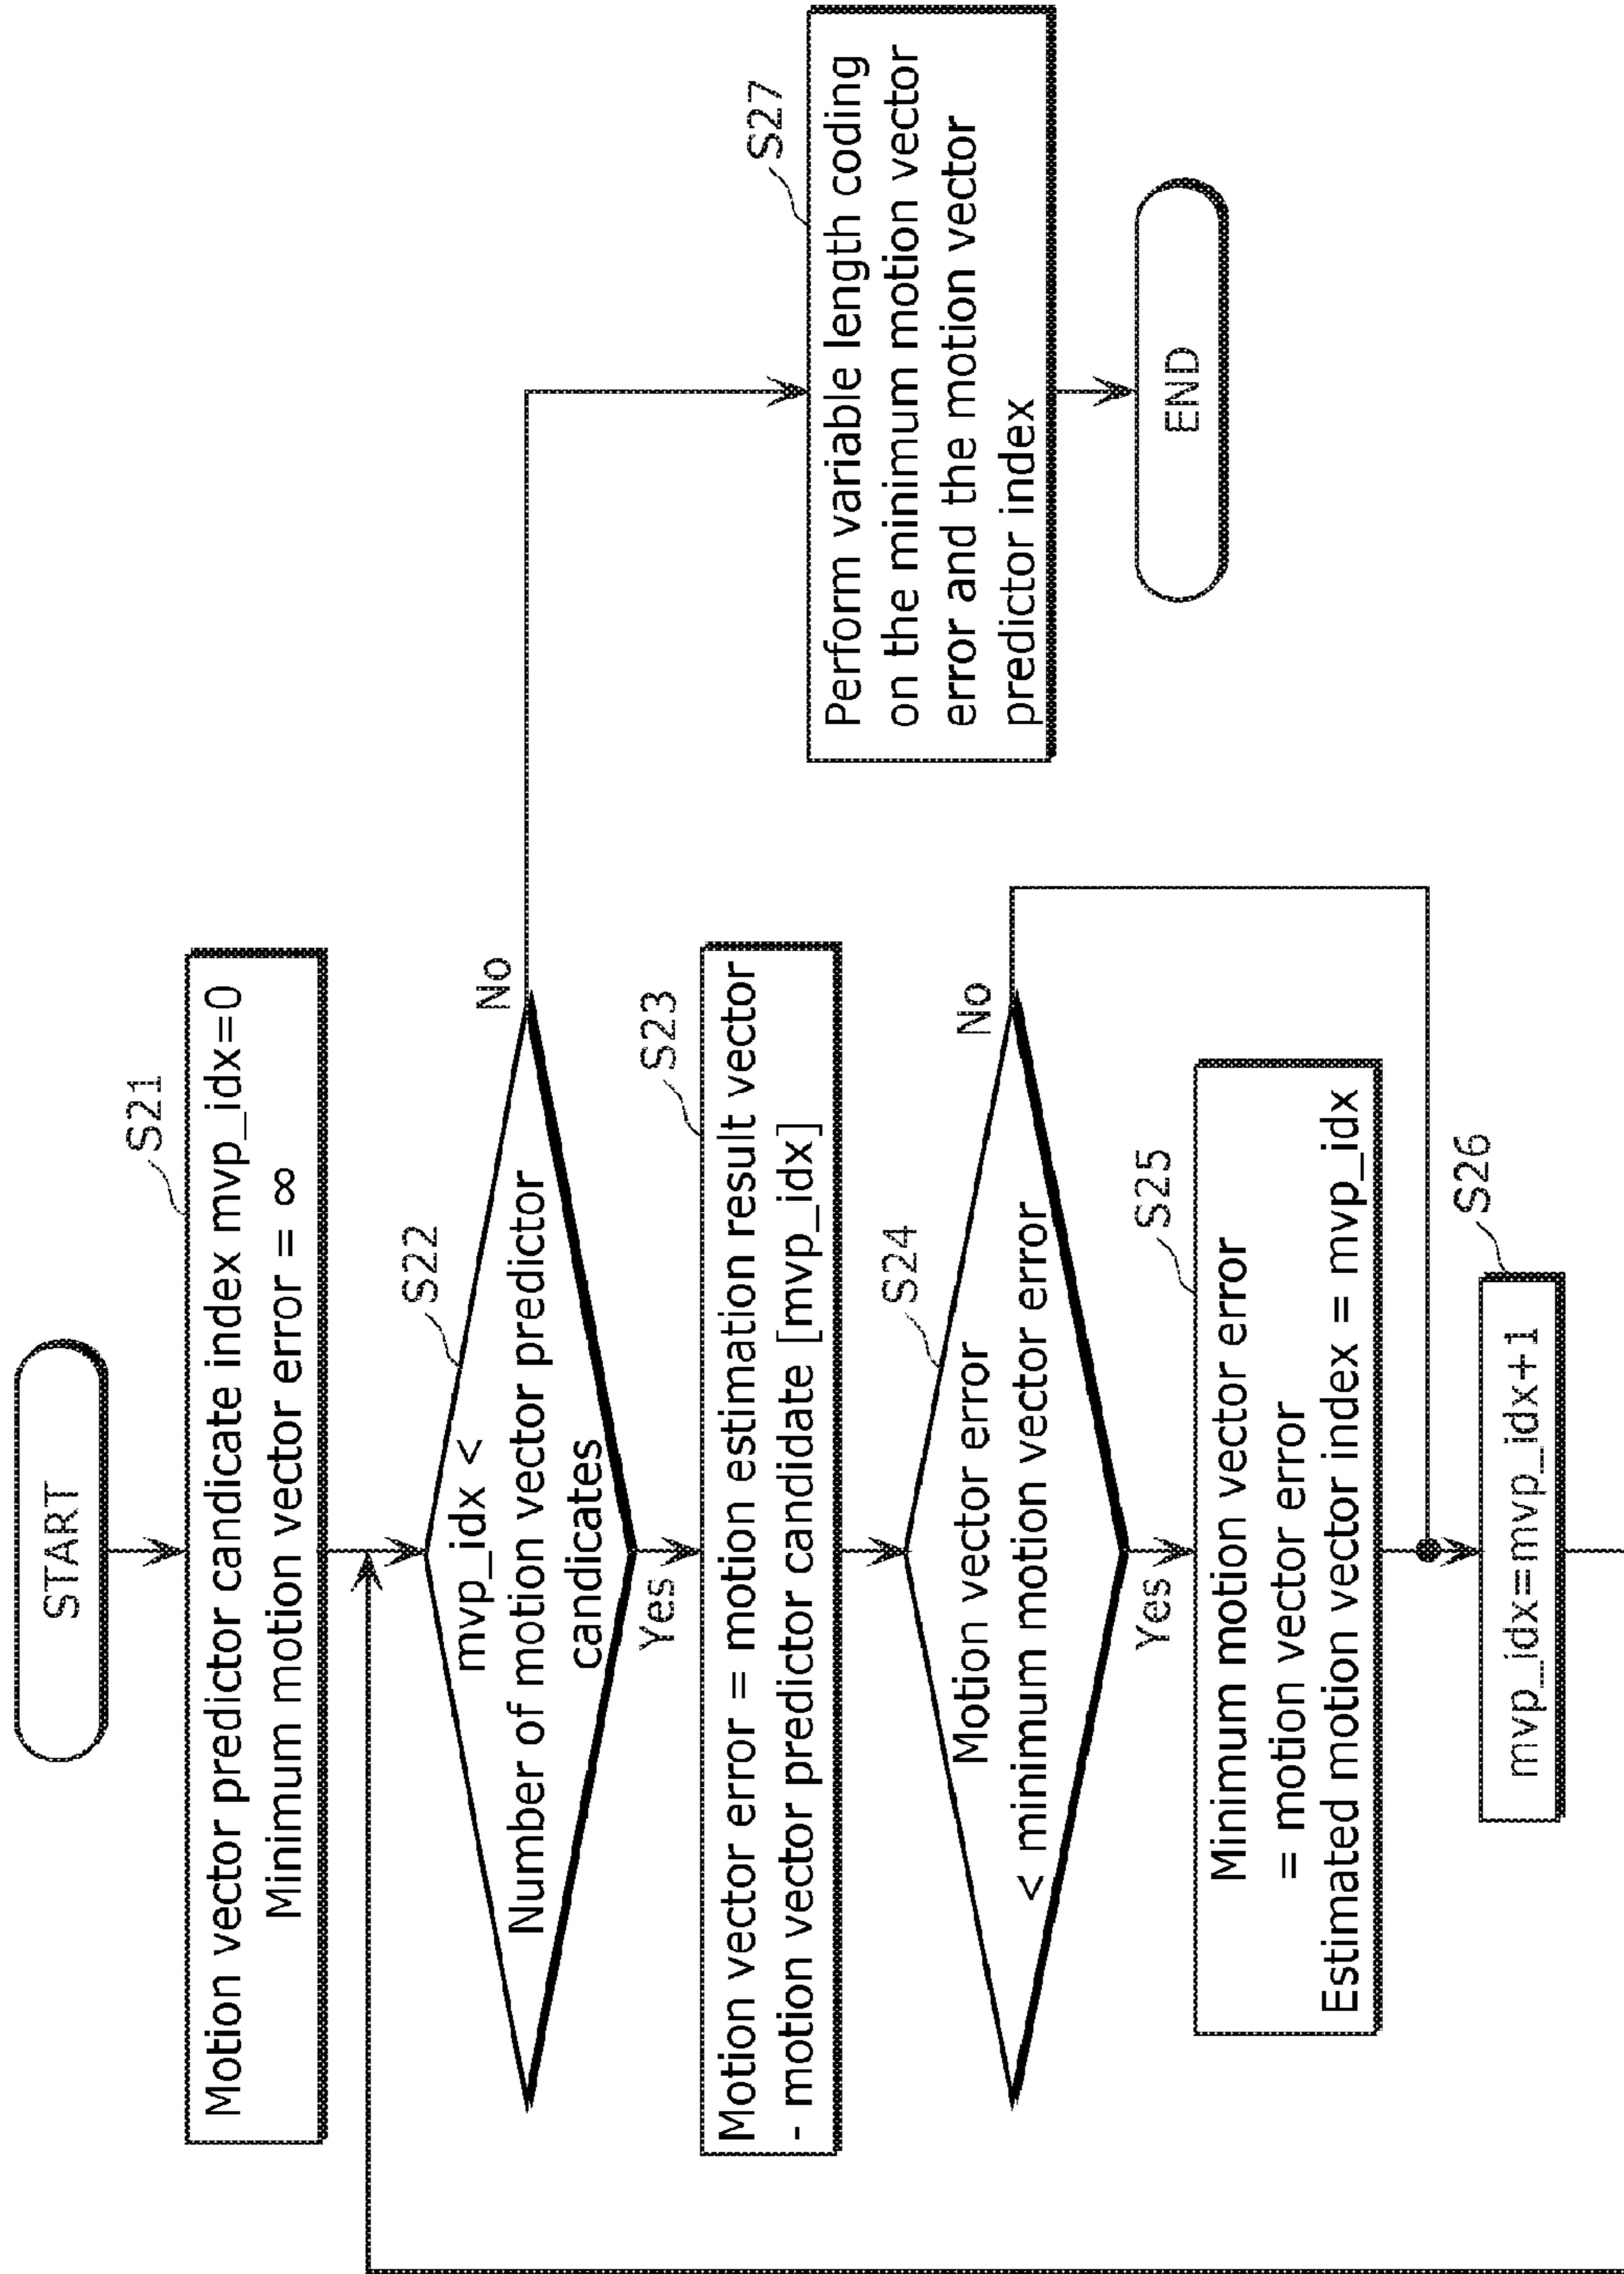 START
S21
Motion vector predictor candicate index mvp_idx=0
Minimum motion vector error = ∞
S22
mvp_idx <
Number of motion vector predictor
candicates
No
Yes
S23
Motion vector error = motion estimation result vector
- motion vector predictor candidate [mvp_idx]
S24
Motion vector error
< minimum motion vector error
No
Yes
S25
Minimum motion vector error
= motion vector error
Estimated motion vector index = mvp_idx
S26
mvp_idx=mvp_idx+1
S27
Perform variable length coding
on the minimum motion vector
error and the motion vector
predictor index
END